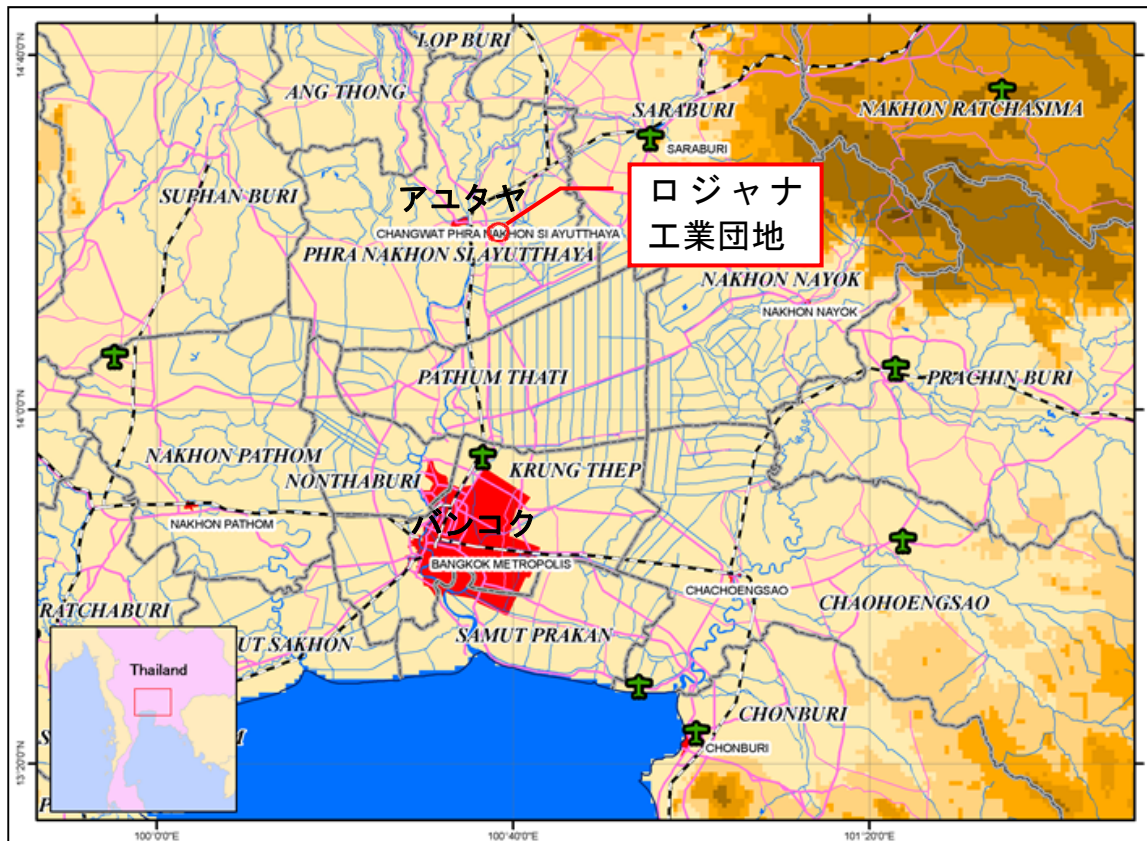 LOP BURI
ANG THONG
SARABURI
NAKHON RATCHASIMA
SARABURI
SUPHAN BURI
アユタヤ
ロジャナ
工業団地
CHANGWAT PHRA NAKHON SI AYUTTHAYA
PHRA NAKHON SI AYUTTHAYA
NAKHON NAYOK
NAKHON NAYOK
PATHUM THATI
PRACHIN BURI
NAKHON PATHOM
NONTHABURI
KRUNG THEP
NAKHON PATHOM
バンコク
BANGKOK METROPOLIS
CHACHOENGSAO
CHAOHOENGSAO
RATCHABURI
UT SAKHON
SAMUT PRAKAN
Thailand
CHONBURI
CHONBURI
14°40'0"N
14°0'0"N
13°20'0"N
100°0'0"E
100°40'0"E
101°20'0"E